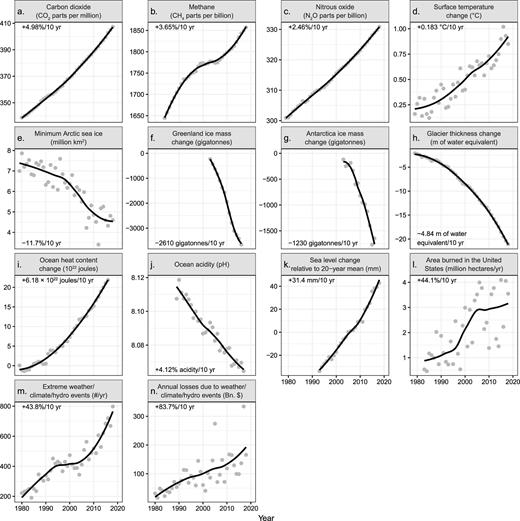 a. Carbon dioxide
(CO2 parts per million)
+4.98%/10 yr
410
390
370
350
b. Methane
(CH4 parts per billion)
+3.65%/10 yr
1850
1800
1750
1700
1650
c. Nitrous oxide
(N2O parts per billion)
+2.46%/10 yr
330
320
310
300
d. Surface temperature
change (°C)
+0.183 °C/10 yr
1.00
0.75
0.50
0.25
e. Minimum Arctic sea ice
(million km2)
−11.7%/10 yr
8
7
6
5
4
f. Greenland ice mass
change (gigatonnes)
−2610 gigatonnes/10 yr
0
−1000
−2000
−3000
g. Antarctica ice mass
change (gigatonnes)
−1230 gigatonnes/10 yr
0
−500
−1000
−1500
h. Glacier thickness change
(m of water equivalent)
−4.84 m of water
equivalent/10 yr
0
−5
−10
−15
−20
i. Ocean heat content
change (10²² joules)
+6.18 × 10²² joules/10 yr
20
15
10
5
0
j. Ocean acidity (pH)
+4.12% acidity/10 yr
8.12
8.10
8.08
k. Sea level change
relative to 20−year mean (mm)
+31.4 mm/10 yr
40
20
0
−20
l. Area burned in the United
States (million hectares/yr)
+44.1%/10 yr
4
3
2
1
1980 1990 2000 2010 2020
1980 1990 2000 2010 2020
m. Extreme weather/
climate/hydro events (#/yr)
+43.8%/10 yr
800
600
400
200
n. Annual losses due to weather/
climate/hydro events (Bn. $)
+83.7%/10 yr
300
200
100
1980 1990 2000 2010 2020
1980 1990 2000 2010 2020
Year